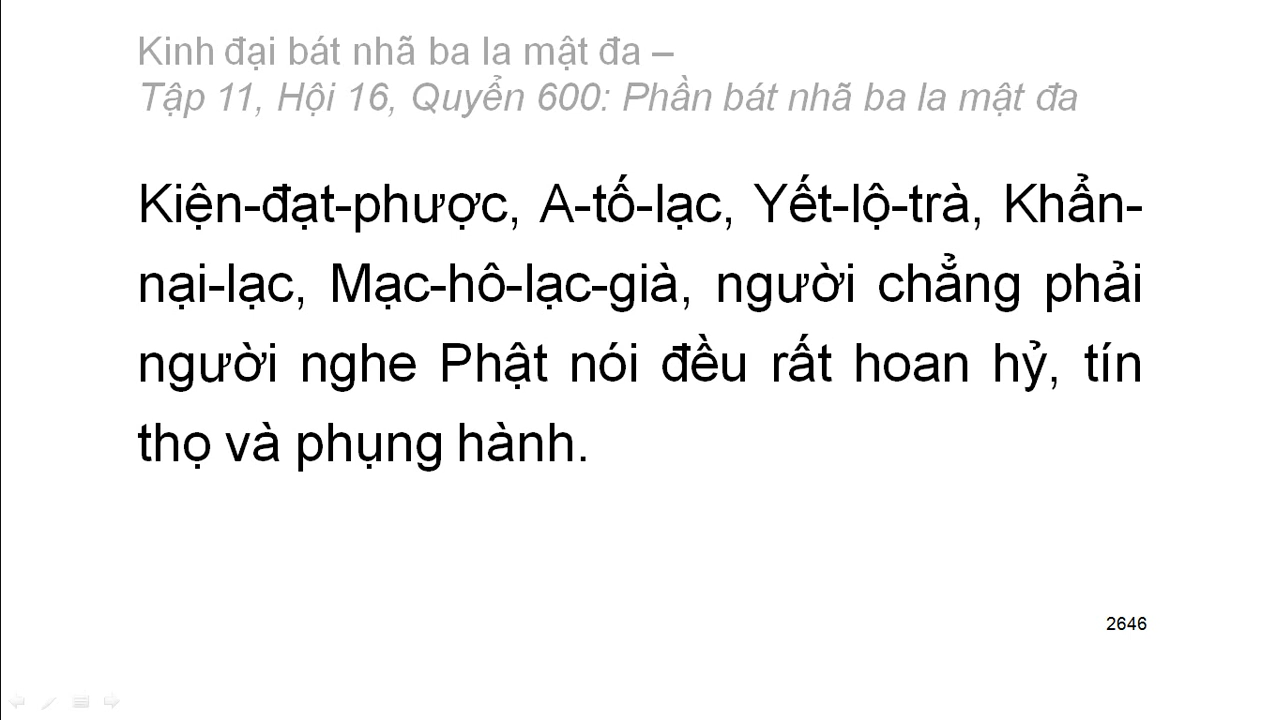 Kinh đại bát nhã ba la mật đa –
Tập 11, Hội 16, Quyển 600: Phần bát nhã ba la mật đa
Kiện-đạt-phược, A-tố-lạc, Yết-lộ-trà, Khẩn-
nại-lạc, Mạc-hô-lạc-già, người chẳng phải
người nghe Phật nói đều rất hoan hỷ, tín
thọ và phụng hành.
2646